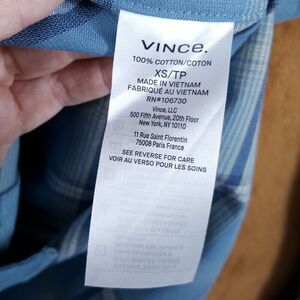 VINCE.
100% COTTON/COTON
XS/TP
MADE IN VIETNAM
FABRIQUÉ AU VIETNAM
RN#106730
Vince, LLC
500 Fifth Avenue, 20th Floor
New York, NY 10110
11 Rue Saint Florentin
75008 Paris France
SEE REVERSE FOR CARE
VOIR AU VERSO POUR LES SOINS